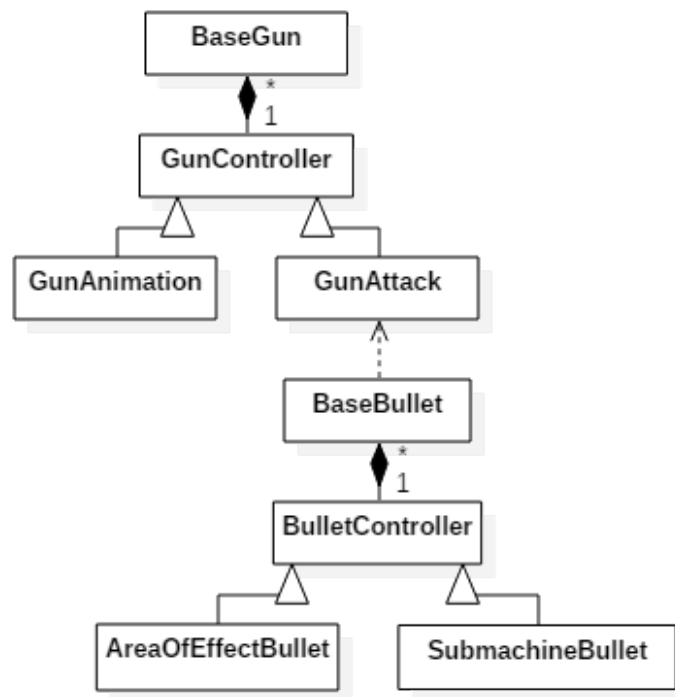 BaseGun
*
1
GunController
GunAnimation
GunAttack
BaseBullet
*
1
BulletController
AreaOfEffectBullet
SubmachineBullet